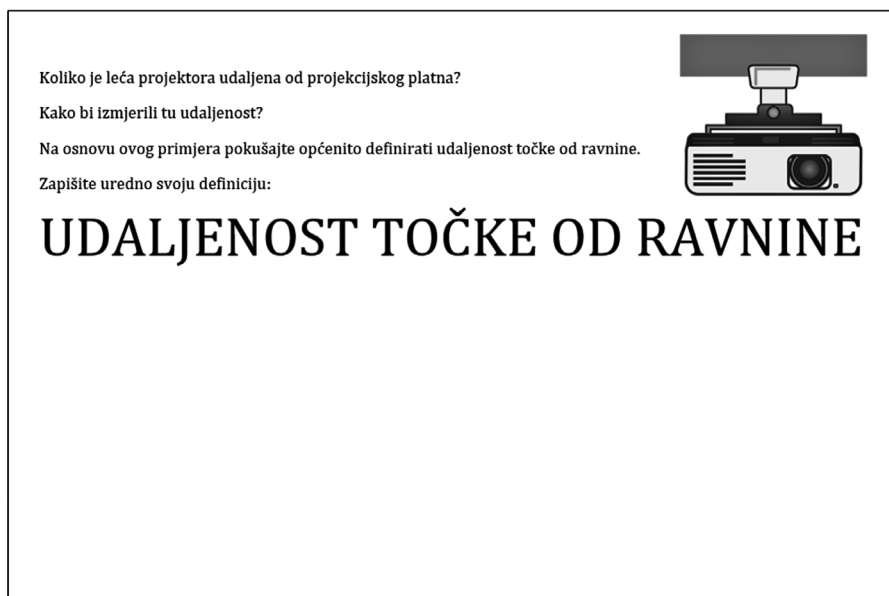 Koliko je leća projektora udaljena od projekcijskog platna?
Kako bi izmjerili tu udaljenost?
Na osnovu ovog primjera pokušajte općenito definirati udaljenost točke od ravnine.
Zapišite uredno svoju definiciju:
UDALJENOST TOČKE OD RAVNINE